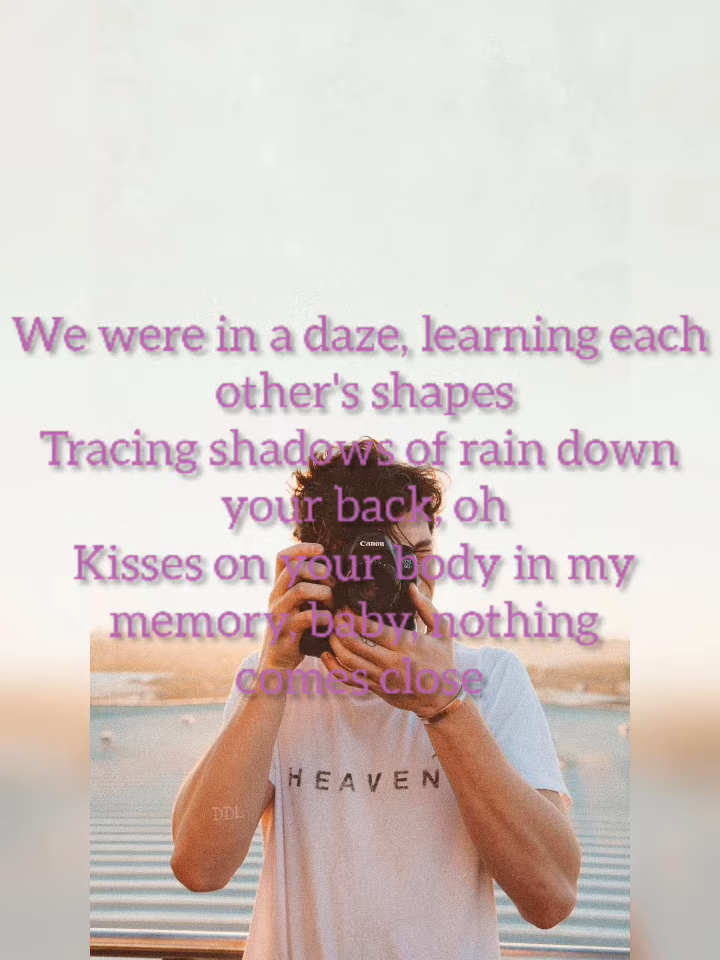 We were in a daze, learning each
other's shapes
Tracing shadows of rain down
your back, oh
Kisses on your body in my
memory, baby, nothing
comes close
Canon
HEAVEN
DDL